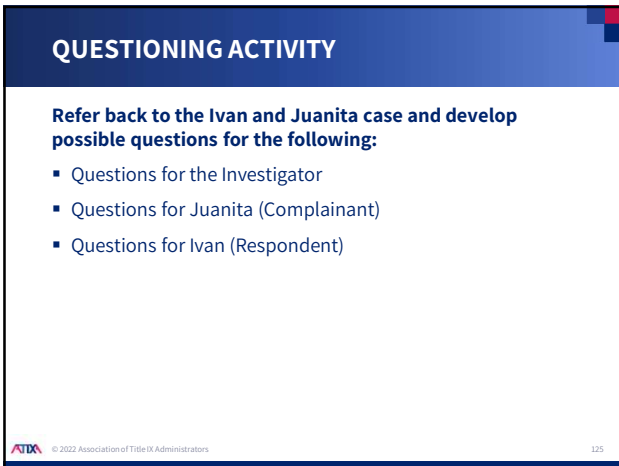 QUESTIONING ACTIVITY
Refer back to the Ivan and Juanita case and develop
possible questions for the following:
▪ Questions for the Investigator
▪ Questions for Juanita (Complainant)
▪ Questions for Ivan (Respondent)
ATIXA © 2022 Association of Title IX Administrators 125